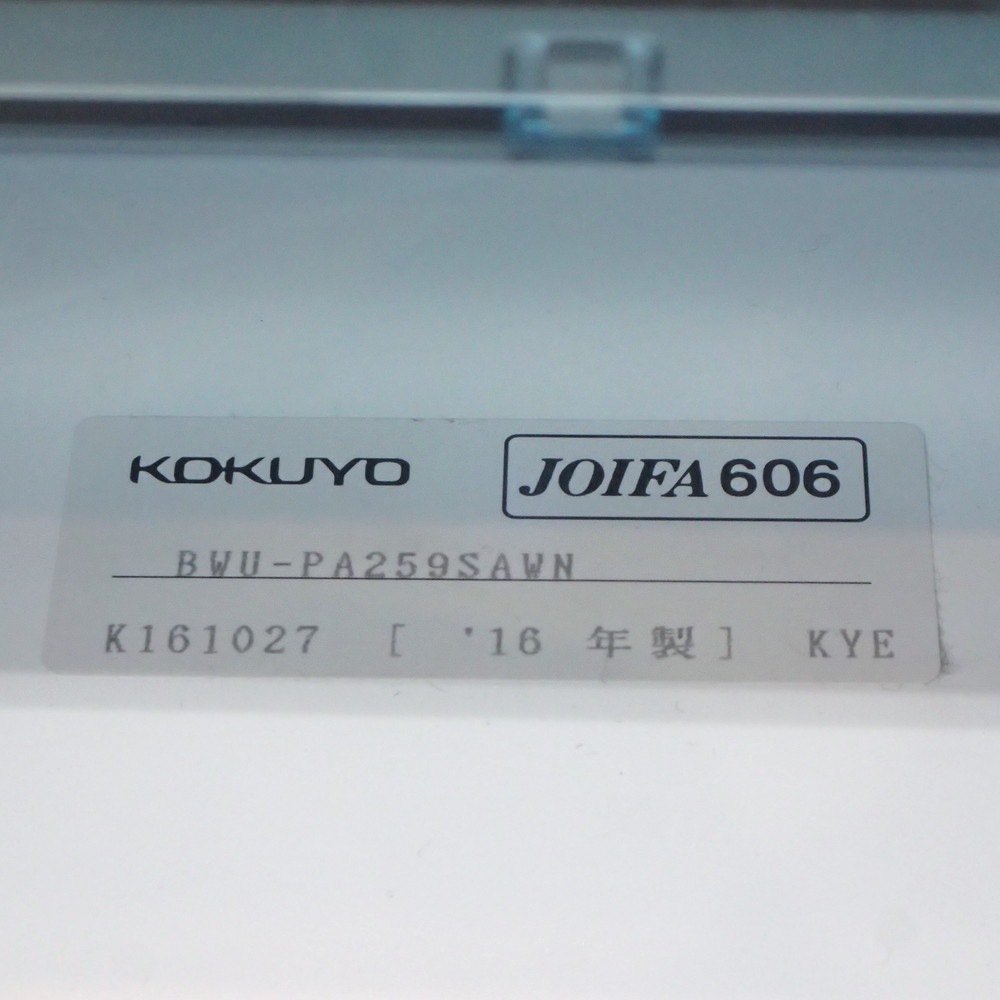 KOKUYO JOIFA 606
BWU-PA259SAWN
K161027 [ '16 年製] KYE